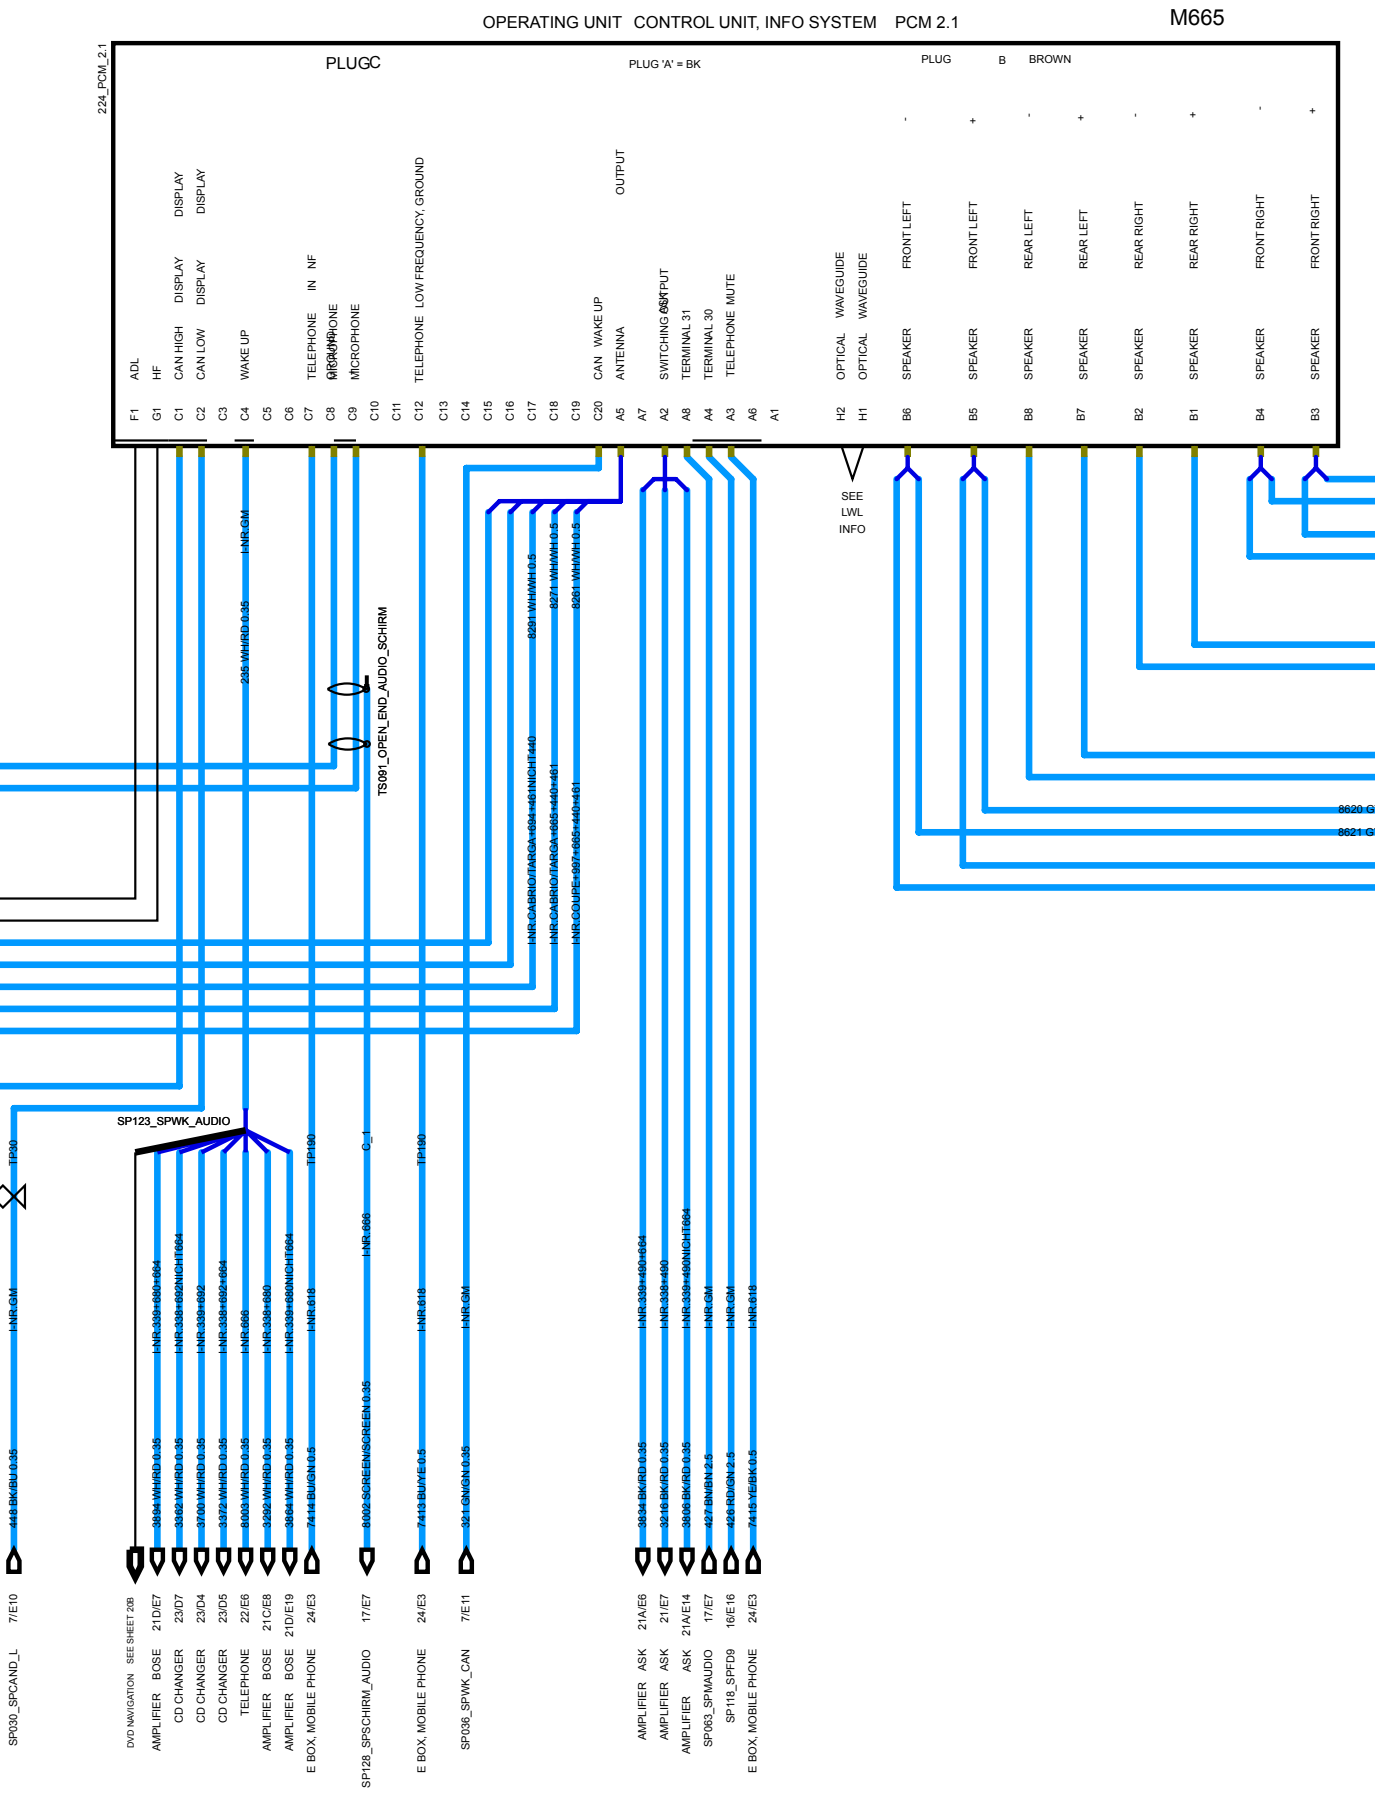 OPERATING UNIT CONTROL UNIT, INFO SYSTEM PCM 2.1
M665
224_PCM_2.1
PLUGC
PLUG 'A' = BK
PLUG B BROWN
- + - + - + - +
F1 ADL
G1 HF
C1 CAN HIGH DISPLAY DISPLAY
C2 CAN LOW DISPLAY DISPLAY
C3
C4 WAKE UP
C5
C6
C7 TELEPHONE IN NF
C8 MICROPHONE GROUND
C9 MICROPHONE
C10
C11
C12 TELEPHONE LOW FREQUENCY, GROUND
C13
C14
C15
C16
C17
C18
C19
C20 CAN WAKE UP
A5 ANTENNA OUTPUT
A7
A2 SWITCHING OUTPUT ASK
A8 TERMINAL 31
A4 TERMINAL 30
A3 TELEPHONE MUTE
A6
A1
H2 OPTICAL WAVEGUIDE
H1 OPTICAL WAVEGUIDE
B6 SPEAKER FRONT LEFT
B5 SPEAKER FRONT LEFT
B8 SPEAKER REAR LEFT
B7 SPEAKER REAR LEFT
B2 SPEAKER REAR RIGHT
B1 SPEAKER REAR RIGHT
B4 SPEAKER FRONT RIGHT
B3 SPEAKER FRONT RIGHT
SEE
LWL
INFO
235 WH/RD 0.35 I-NR.GM
TS091_OPEN_END_AUDIO_SCHIRM
I-NR.CABRIO/TARGA+694+461NICHT440 8291 WH/WH 0.5
I-NR.CABRIO/TARGA+665+440+461 8271 WH/WH 0.5
I-NR.COUPE+997+665+440+461 8261 WH/WH 0.5
8620 G
8621 G
SP123_SPWK_AUDIO
SP030_SPCAND_L 7/E10 448 BK/BU 0.35 I-NR.GM TP30
DVD NAVIGATION SEE SHEET 20B
AMPLIFIER BOSE 21D/E7 3894 WH/RD 0.35 I-NR.339+680+664
CD CHANGER 23/D7 3362 WH/RD 0.35 I-NR.338+692NICHT664
CD CHANGER 23/D4 3700 WH/RD 0.35 I-NR.339+692
CD CHANGER 23/D5 3372 WH/RD 0.35 I-NR.338+692+664
TELEPHONE 22/E6 8003 WH/RD 0.35 I-NR.666
AMPLIFIER BOSE 21C/E8 3292 WH/RD 0.35 I-NR.338+680
AMPLIFIER BOSE 21D/E19 3864 WH/RD 0.35 I-NR.339+680NICHT664
E BOX, MOBILE PHONE 24/E3 7414 BU/GN 0.5 I-NR.618 TP190
SP128_SPSCHIRM_AUDIO 17/E7 8002 SCREEN/SCREEN 0.35 I-NR.666 C_1
E BOX, MOBILE PHONE 24/E3 7413 BU/YE 0.5 I-NR.618 TP190
SP036_SPWK_CAN 7/E11 321 GN/GN 0.35 I-NR.GM
AMPLIFIER ASK 21A/E6 3834 BK/RD 0.35 I-NR.339+490+664
AMPLIFIER ASK 21/E7 3216 BK/RD 0.35 I-NR.338+490
AMPLIFIER ASK 21A/E14 3806 BK/RD 0.35 I-NR.339+490NICHT664
SP063_SPMAUDIO 17/E7 427 BN/BN 2.5 I-NR.GM
SP118_SPFD9 16/E16 426 RD/GN 2.5 I-NR.GM
E BOX, MOBILE PHONE 24/E3 7415 YE/BK 0.5 I-NR.618